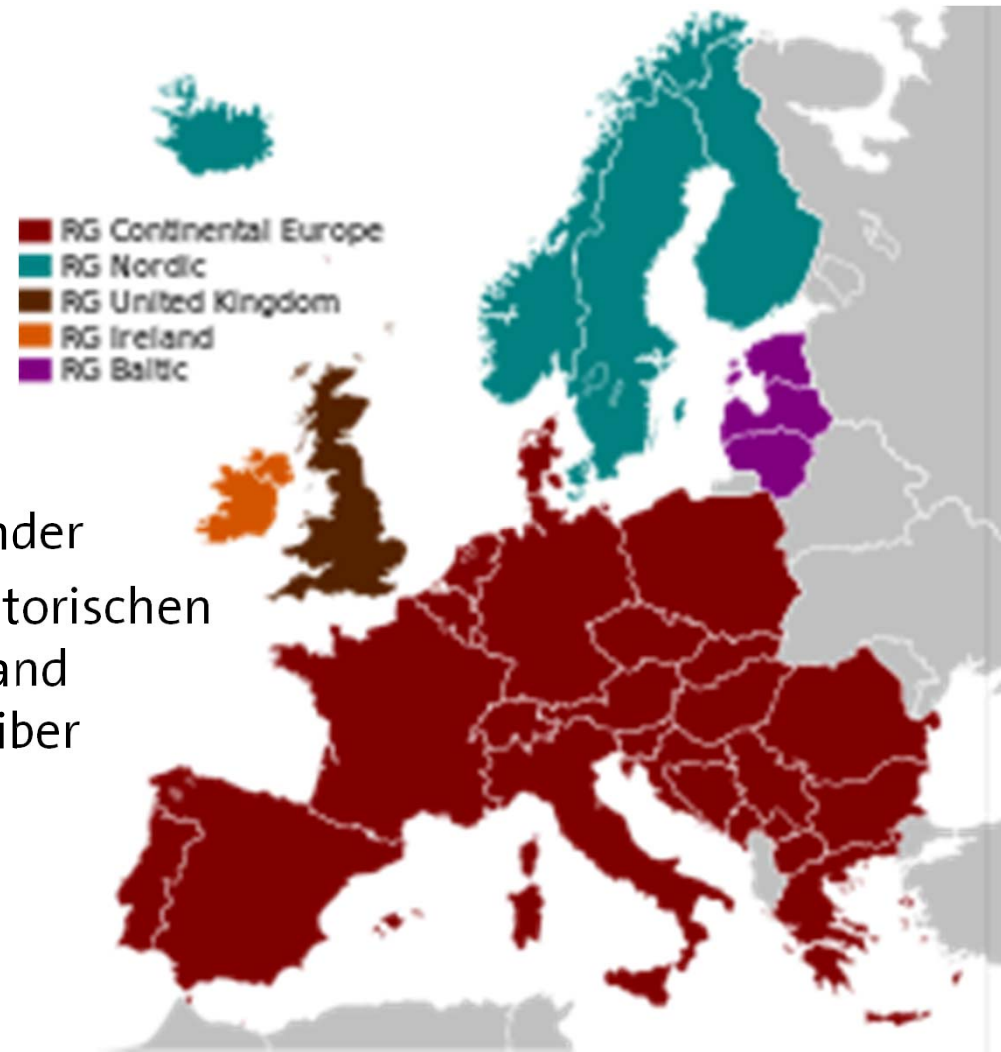 RG Continental Europe
RG Nordic
RG United Kingdom
RG Ireland
RG Baltic
nder
torischen
and
iber